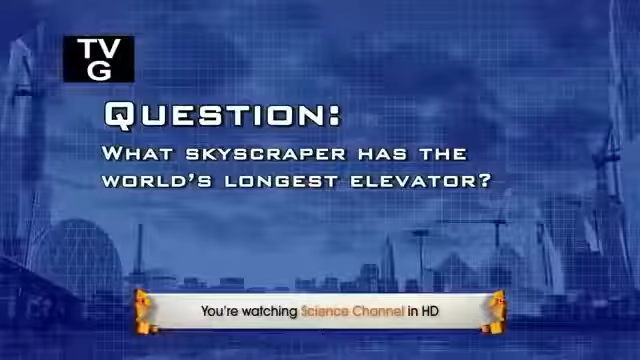 TV
G
QUESTION:
WHAT SKYSCRAPER HAS THE
WORLD'S LONGEST ELEVATOR?
You're watching Science Channel in HD